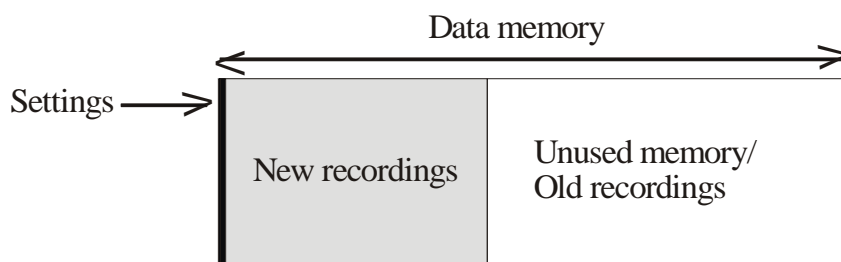 Data memory
Settings
New recordings
Unused memory/
Old recordings